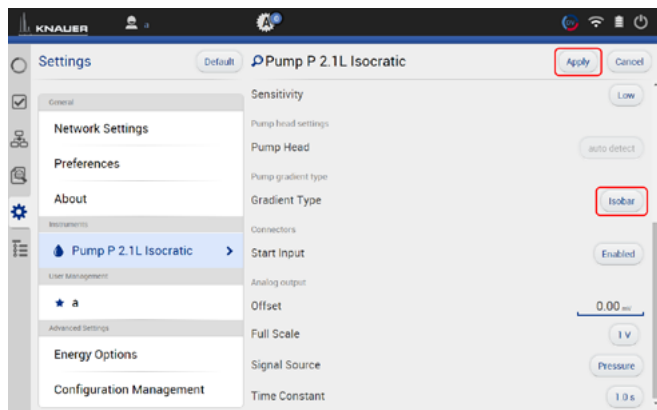 KNAUER a
Settings Default Pump P 2.1L Isocratic Apply Cancel
General
Network Settings
Preferences
About
Instruments
Pump P 2.1L Isocratic
User Management
a
Advanced Settings
Energy Options
Configuration Management
Sensitivity Low
Pump head settings
Pump Head auto detect
Pump gradient type
Gradient Type Isobar
Connectors
Start Input Enabled
Analog output
Offset 0.00
Full Scale 1 V
Signal Source Pressure
Time Constant 1.0 s